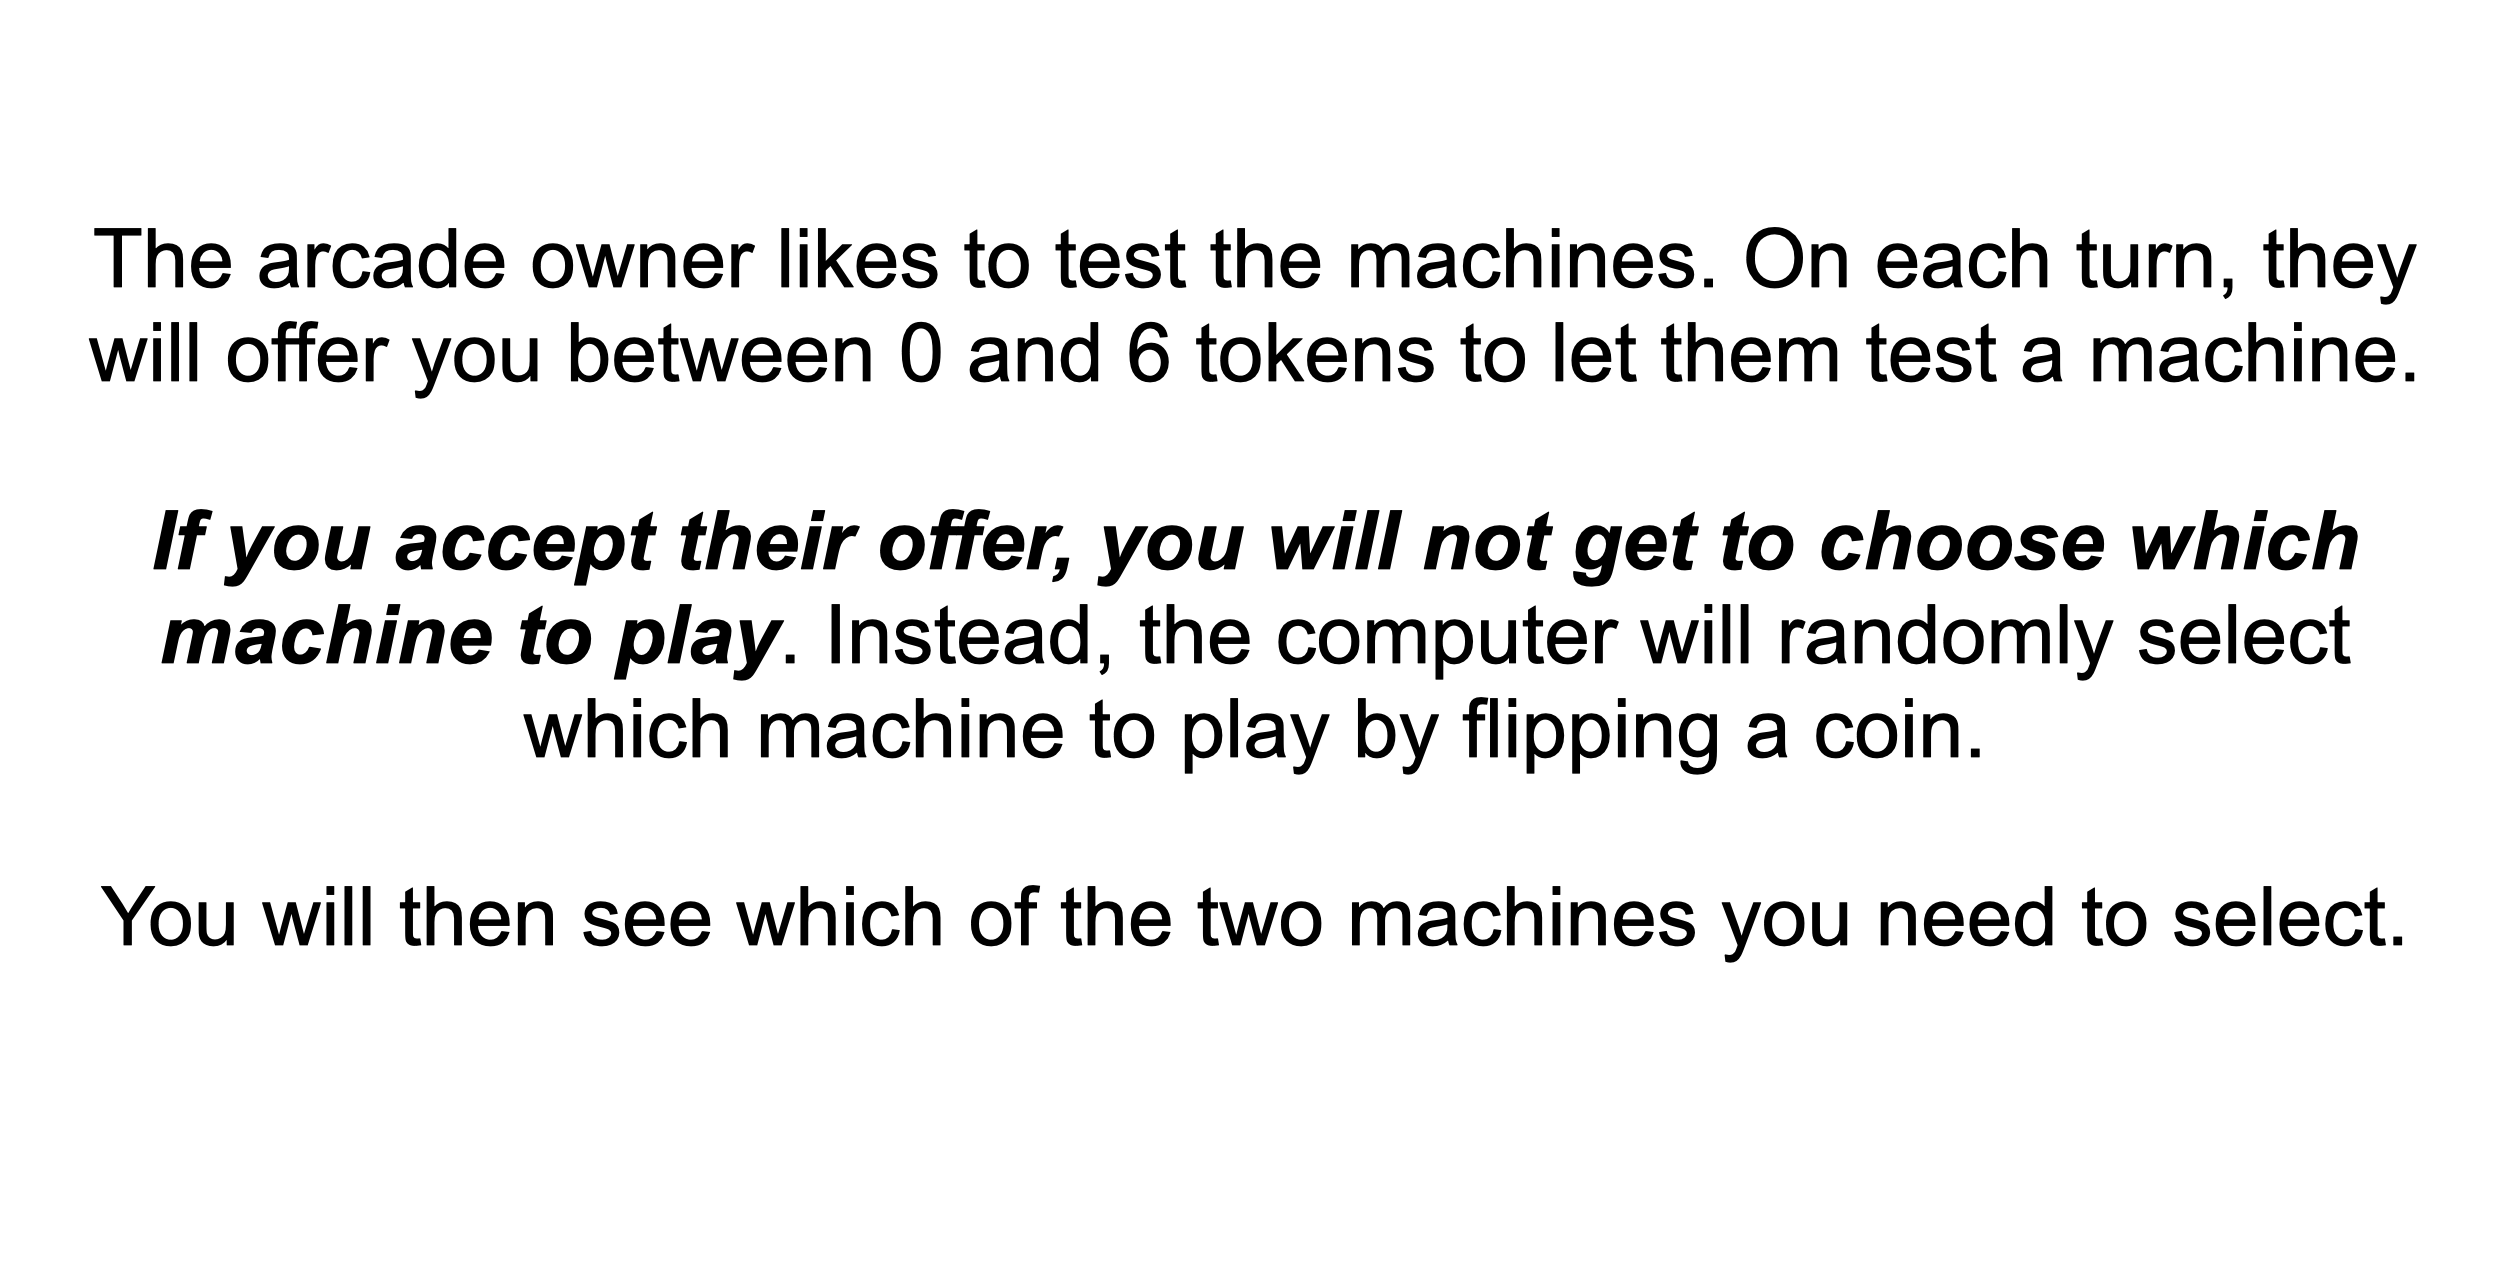 The arcade owner likes to test the machines. On each turn, they
will offer you between 0 and 6 tokens to let them test a machine.
If you accept their offer, you will not get to choose which
machine to play. Instead, the computer will randomly select
which machine to play by flipping a coin.
You will then see which of the two machines you need to select.